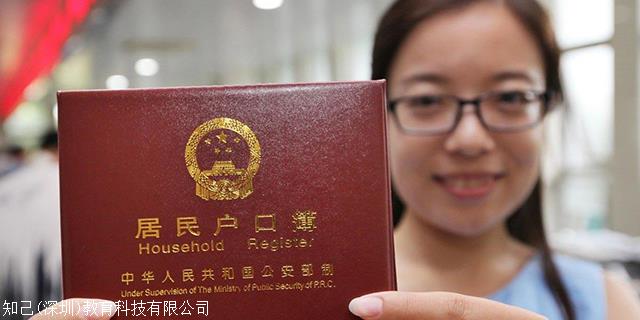 居民户口簿
Household Register
中华人民共和国公安部制
Under Supervision of The Ministry of Public Security of P.R.C.
知己(深圳)教育科技有限公司